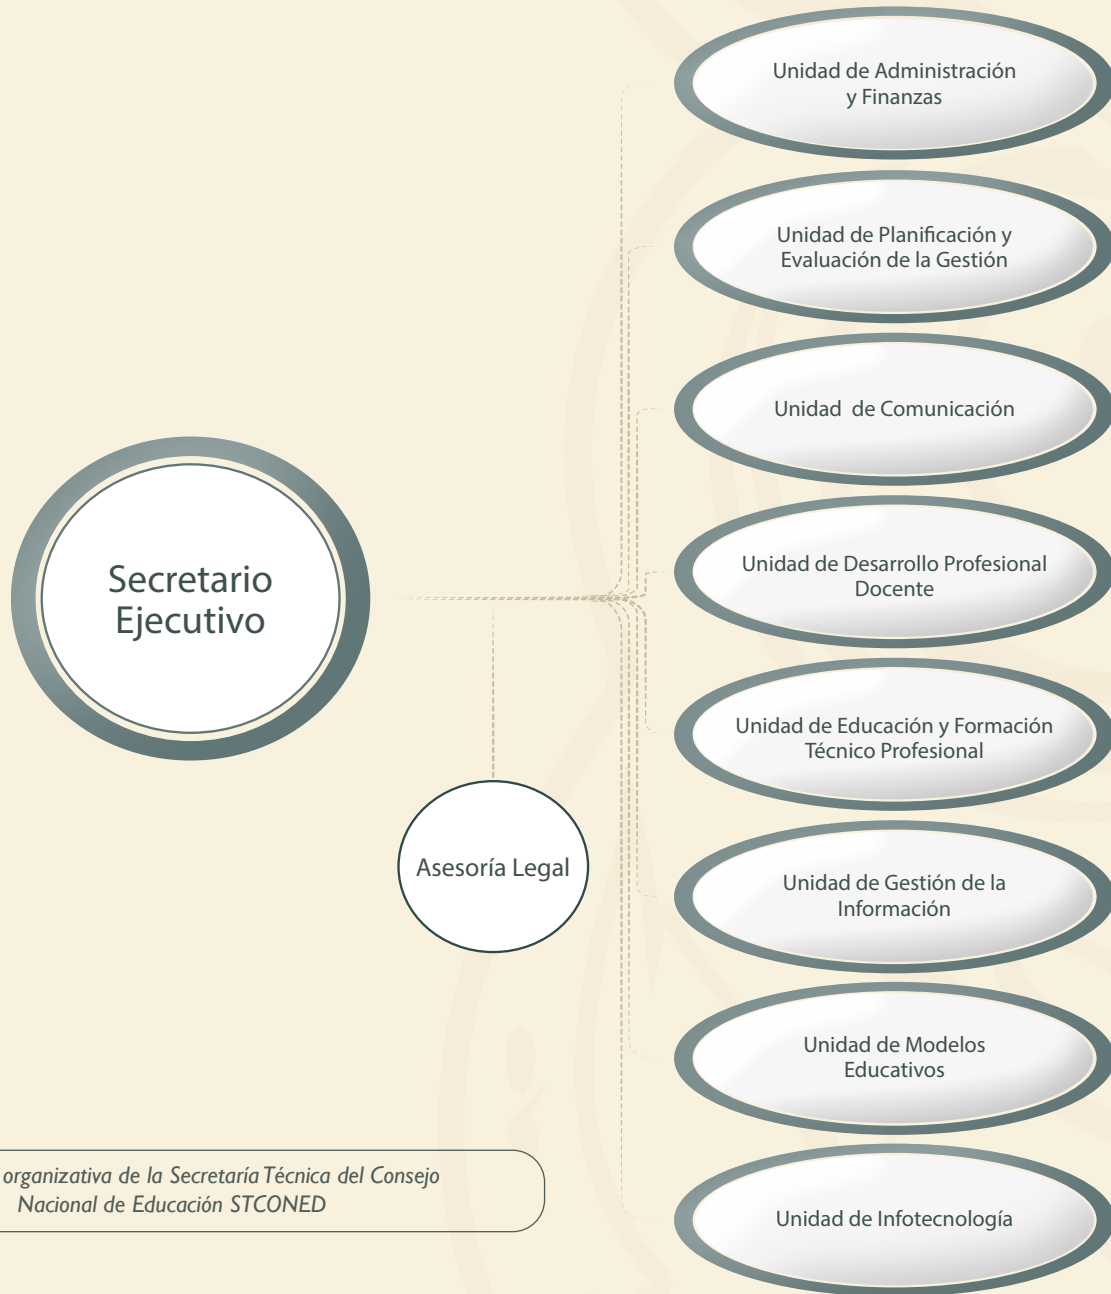 Unidad de Administración
y Finanzas
Unidad de Planificación y
Evaluación de la Gestión
Unidad de Comunicación
Unidad de Desarrollo Profesional
Docente
Secretario
Ejecutivo
Unidad de Educación y Formación
Técnico Profesional
Asesoría Legal
Unidad de Gestión de la
Información
Unidad de Modelos
Educativos
organizativa de la Secretaría Técnica del Consejo
Nacional de Educación STCONED
Unidad de Infotecnología